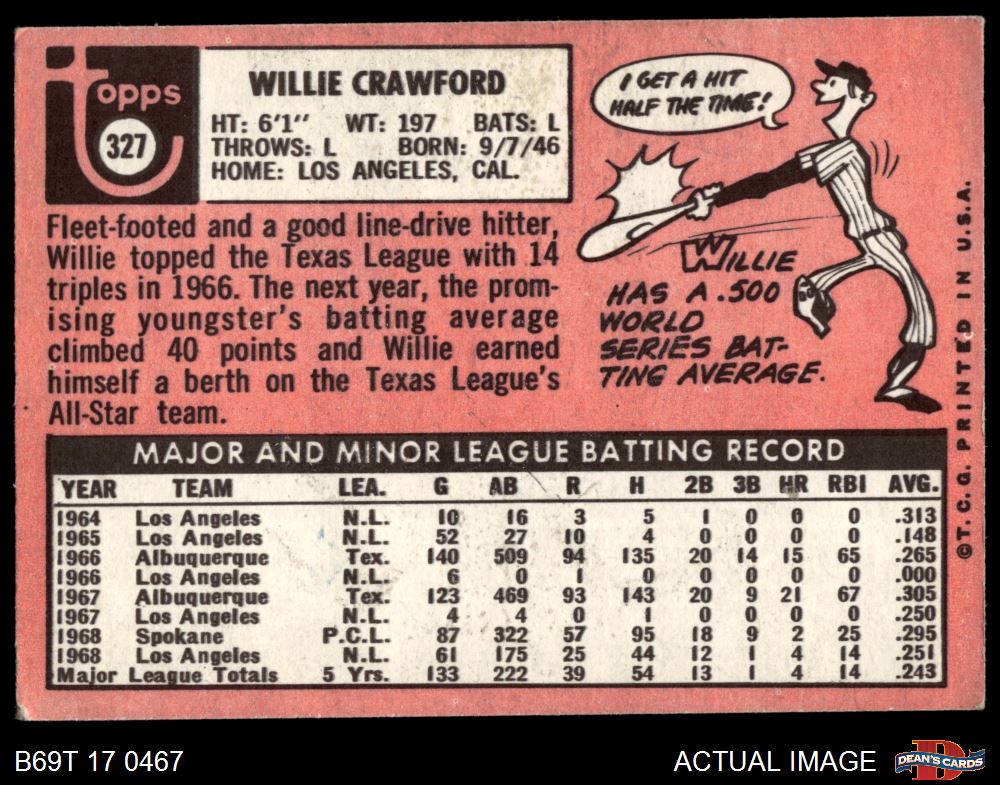 topps
327
WILLIE CRAWFORD
HT: 6'1" WT: 197 BATS: L
THROWS: L BORN: 9/7/46
HOME: LOS ANGELES, CAL.
Fleet-footed and a good line-drive hitter,
Willie topped the Texas League with 14
triples in 1966. The next year, the prom-
ising youngster's batting average
climbed 40 points and Willie earned
himself a berth on the Texas League's
All-Star team.
I GET A HIT
HALF THE TIME!
WILLIE
HAS A .500
WORLD
SERIES BAT-
TING AVERAGE.
©T. C. G. PRINTED IN U.S.A.
MAJOR AND MINOR LEAGUE BATTING RECORD
YEAR TEAM LEA. G AB R H 2B 3B HR RBI AVG.
1964 Los Angeles N.L. 10 16 3 5 1 0 0 0 .313
1965 Los Angeles N.L. 52 27 10 4 0 0 0 0 .148
1966 Albuquerque Tex. 140 509 94 135 20 14 15 65 .265
1966 Los Angeles N.L. 6 0 1 0 0 0 0 0 .000
1967 Albuquerque Tex. 123 469 93 143 20 9 21 67 .305
1967 Los Angeles N.L. 4 4 0 1 0 0 0 0 .250
1968 Spokane P.C.L. 87 322 57 95 18 9 2 25 .295
1968 Los Angeles N.L. 61 175 25 44 12 1 4 14 .251
Major League Totals 5 Yrs. 133 222 39 54 13 1 4 14 .243
B69T 17 0467
ACTUAL IMAGE
DEAN'S CARDS